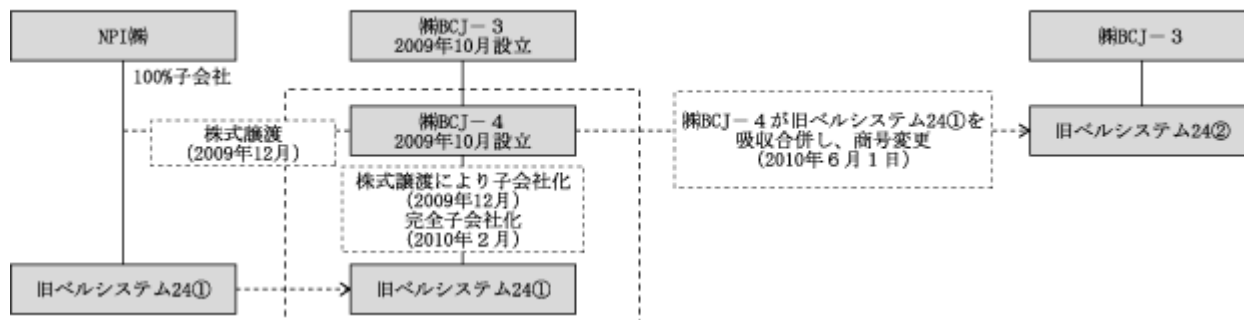 NPI㈱
100%子会社
株式譲渡
(2009年12月)
旧ベルシステム24①
㈱BCJ－3
2009年10月設立
㈱BCJ－4
2009年10月設立
株式譲渡により子会社化
(2009年12月)
完全子会社化
(2010年２月)
旧ベルシステム24①
㈱BCJ－４が旧ベルシステム24①を
吸収合併し、商号変更
(2010年６月１日)
㈱BCJ－３
旧ベルシステム24②